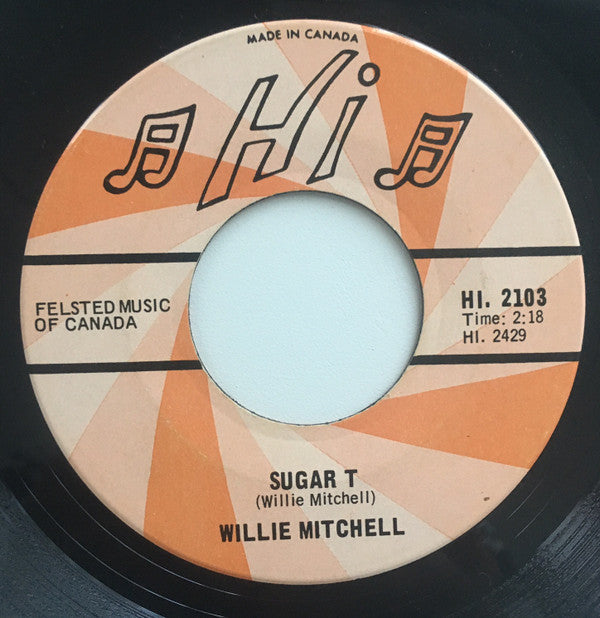 MADE IN CANADA
Hi
FELSTED MUSIC
OF CANADA
HI. 2103
Time: 2:18
HI. 2429
SUGAR T
(Willie Mitchell)
WILLIE MITCHELL